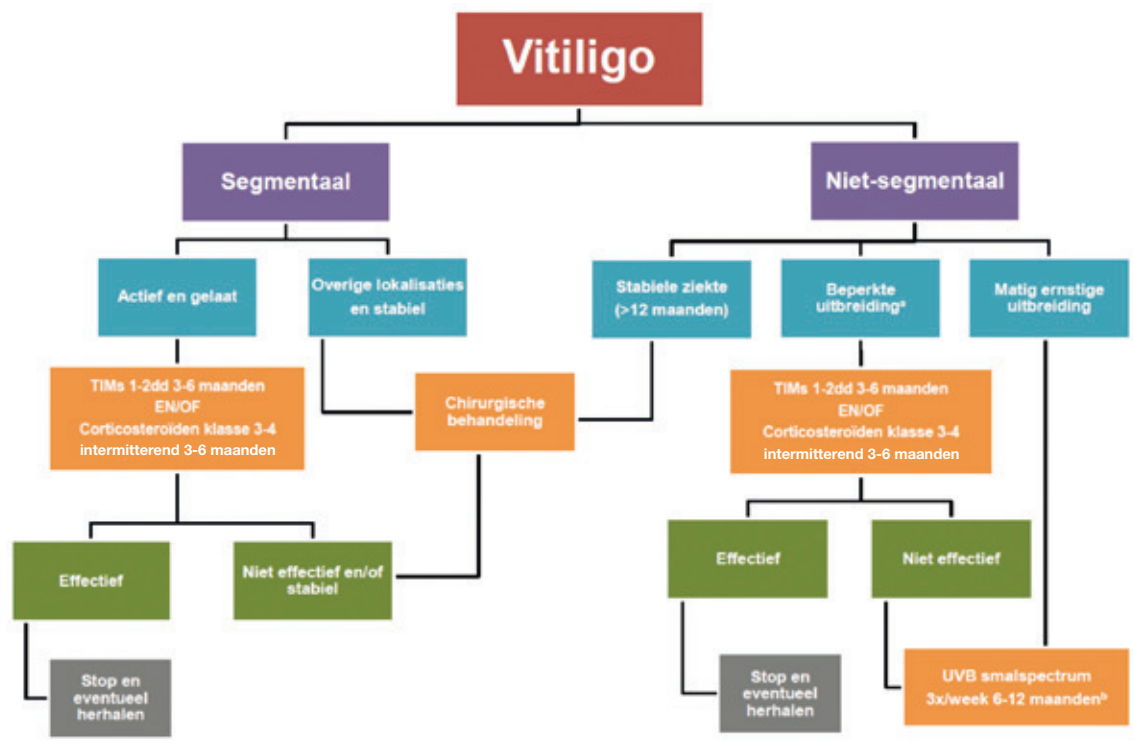 Vitiligo
Segmentaal
Niet-segmentaal
Actief en gelaat
Overige lokalisaties
en stabiel
Stabiele ziekte
(>12 maanden)
Beperkte
uitbreidingᵃ
Matig ernstige
uitbreiding
TIMs 1-2dd 3-6 maanden
EN/OF
Corticosteroïden klasse 3-4
intermitterend 3-6 maanden
Chirurgische
behandeling
TIMs 1-2dd 3-6 maanden
EN/OF
Corticosteroïden klasse 3-4
intermitterend 3-6 maanden
Effectief
Niet effectief en/of
stabiel
Effectief
Niet effectief
Stop en
eventueel
herhalen
Stop en
eventueel
herhalen
UVB smalspectrum
3x/week 6-12 maandenᵇ